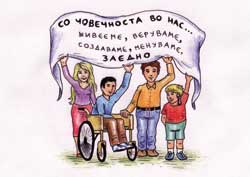 СО ЧОВЕЧНОСТА ВО НАС...
ЖИВЕЕМЕ, ВЕРУВАМЕ,
СОЗДАВАМЕ, МЕНУВАМЕ,
ЗАЕДНО